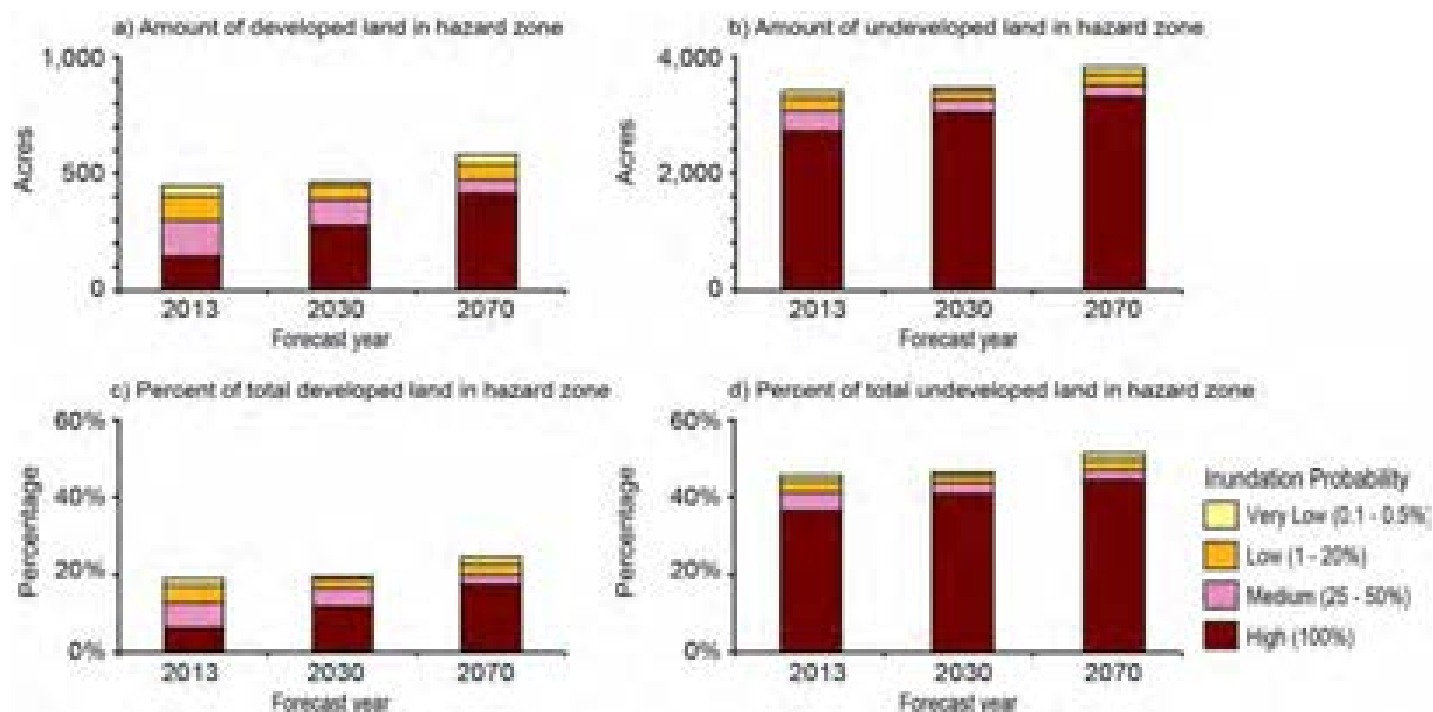 a) Amount of developed land in hazard zone
1,000
500
0
Acres
2013 2030 2070
Forecast year
b) Amount of undeveloped land in hazard zone
4,000
2,000
0
Acres
2013 2030 2070
Forecast year
c) Percent of total developed land in hazard zone
60%
40%
20%
0%
Percentage
2013 2030 2070
Forecast year
d) Percent of total undeveloped land in hazard zone
60%
40%
20%
0%
Percentage
2013 2030 2070
Forecast year
Inundation Probability
Very Low (0.1 - 0.5%)
Low (1 - 20%)
Medium (25 - 50%)
High (100%)